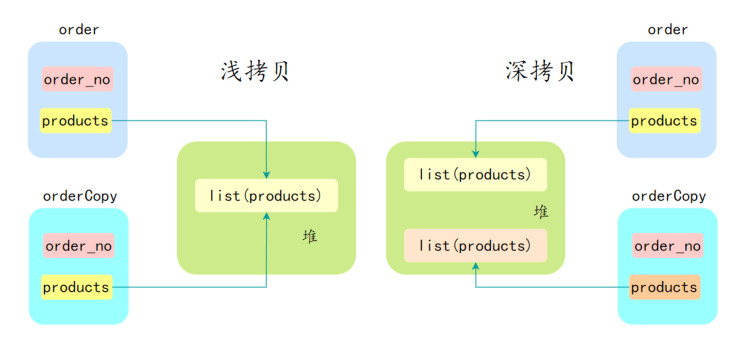 order
order_no
products
浅拷贝
list(products)
堆
orderCopy
order_no
products
深拷贝
order
order_no
products
list(products)
堆
list(products)
orderCopy
order_no
products